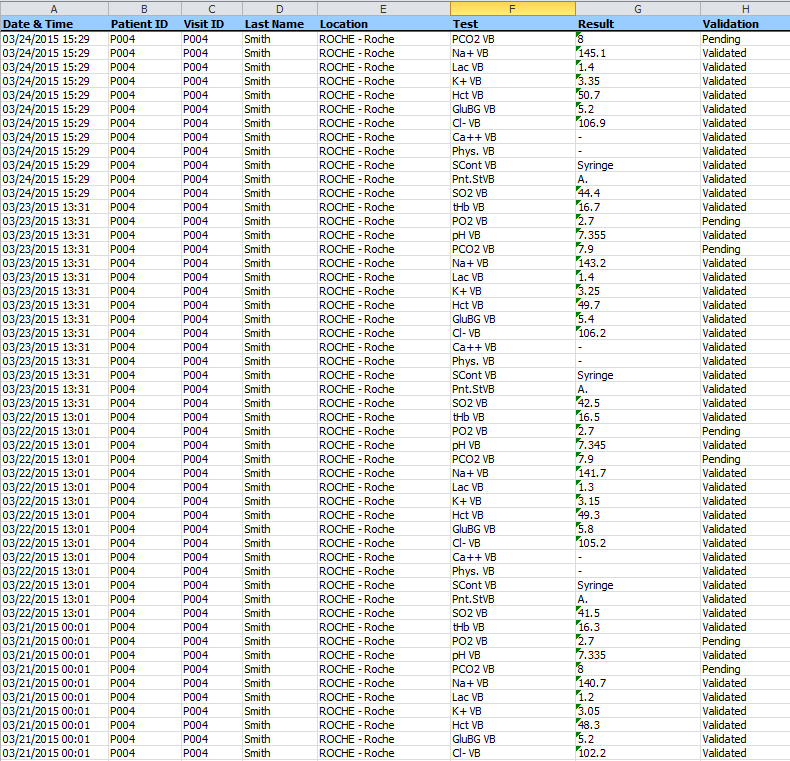 A B C D E F G H
Date & Time Patient ID Visit ID Last Name Location Test Result Validation
03/24/2015 15:29 P004 P004 Smith ROCHE - Roche PCO2 VB 8 Pending
03/24/2015 15:29 P004 P004 Smith ROCHE - Roche Na+ VB 145.1 Validated
03/24/2015 15:29 P004 P004 Smith ROCHE - Roche Lac VB 1.4 Validated
03/24/2015 15:29 P004 P004 Smith ROCHE - Roche K+ VB 3.35 Validated
03/24/2015 15:29 P004 P004 Smith ROCHE - Roche Hct VB 50.7 Validated
03/24/2015 15:29 P004 P004 Smith ROCHE - Roche GluBG VB 5.2 Validated
03/24/2015 15:29 P004 P004 Smith ROCHE - Roche Cl- VB 106.9 Validated
03/24/2015 15:29 P004 P004 Smith ROCHE - Roche Ca++ VB - Validated
03/24/2015 15:29 P004 P004 Smith ROCHE - Roche Phys. VB - Validated
03/24/2015 15:29 P004 P004 Smith ROCHE - Roche SCont VB Syringe Validated
03/24/2015 15:29 P004 P004 Smith ROCHE - Roche Pnt.StVB A. Validated
03/24/2015 15:29 P004 P004 Smith ROCHE - Roche SO2 VB 44.4 Validated
03/23/2015 13:31 P004 P004 Smith ROCHE - Roche tHb VB 16.7 Validated
03/23/2015 13:31 P004 P004 Smith ROCHE - Roche PO2 VB 2.7 Pending
03/23/2015 13:31 P004 P004 Smith ROCHE - Roche pH VB 7.355 Validated
03/23/2015 13:31 P004 P004 Smith ROCHE - Roche PCO2 VB 7.9 Pending
03/23/2015 13:31 P004 P004 Smith ROCHE - Roche Na+ VB 143.2 Validated
03/23/2015 13:31 P004 P004 Smith ROCHE - Roche Lac VB 1.4 Validated
03/23/2015 13:31 P004 P004 Smith ROCHE - Roche K+ VB 3.25 Validated
03/23/2015 13:31 P004 P004 Smith ROCHE - Roche Hct VB 49.7 Validated
03/23/2015 13:31 P004 P004 Smith ROCHE - Roche GluBG VB 5.4 Validated
03/23/2015 13:31 P004 P004 Smith ROCHE - Roche Cl- VB 106.2 Validated
03/23/2015 13:31 P004 P004 Smith ROCHE - Roche Ca++ VB - Validated
03/23/2015 13:31 P004 P004 Smith ROCHE - Roche Phys. VB - Validated
03/23/2015 13:31 P004 P004 Smith ROCHE - Roche SCont VB Syringe Validated
03/23/2015 13:31 P004 P004 Smith ROCHE - Roche Pnt.StVB A. Validated
03/23/2015 13:31 P004 P004 Smith ROCHE - Roche SO2 VB 42.5 Validated
03/22/2015 13:01 P004 P004 Smith ROCHE - Roche tHb VB 16.5 Validated
03/22/2015 13:01 P004 P004 Smith ROCHE - Roche PO2 VB 2.7 Pending
03/22/2015 13:01 P004 P004 Smith ROCHE - Roche pH VB 7.345 Validated
03/22/2015 13:01 P004 P004 Smith ROCHE - Roche PCO2 VB 7.9 Pending
03/22/2015 13:01 P004 P004 Smith ROCHE - Roche Na+ VB 141.7 Validated
03/22/2015 13:01 P004 P004 Smith ROCHE - Roche Lac VB 1.3 Validated
03/22/2015 13:01 P004 P004 Smith ROCHE - Roche K+ VB 3.15 Validated
03/22/2015 13:01 P004 P004 Smith ROCHE - Roche Hct VB 49.3 Validated
03/22/2015 13:01 P004 P004 Smith ROCHE - Roche GluBG VB 5.8 Validated
03/22/2015 13:01 P004 P004 Smith ROCHE - Roche Cl- VB 105.2 Validated
03/22/2015 13:01 P004 P004 Smith ROCHE - Roche Ca++ VB - Validated
03/22/2015 13:01 P004 P004 Smith ROCHE - Roche Phys. VB - Validated
03/22/2015 13:01 P004 P004 Smith ROCHE - Roche SCont VB Syringe Validated
03/22/2015 13:01 P004 P004 Smith ROCHE - Roche Pnt.StVB A. Validated
03/22/2015 13:01 P004 P004 Smith ROCHE - Roche SO2 VB 41.5 Validated
03/21/2015 00:01 P004 P004 Smith ROCHE - Roche tHb VB 16.3 Validated
03/21/2015 00:01 P004 P004 Smith ROCHE - Roche PO2 VB 2.7 Pending
03/21/2015 00:01 P004 P004 Smith ROCHE - Roche pH VB 7.335 Validated
03/21/2015 00:01 P004 P004 Smith ROCHE - Roche PCO2 VB 8 Pending
03/21/2015 00:01 P004 P004 Smith ROCHE - Roche Na+ VB 140.7 Validated
03/21/2015 00:01 P004 P004 Smith ROCHE - Roche Lac VB 1.2 Validated
03/21/2015 00:01 P004 P004 Smith ROCHE - Roche K+ VB 3.05 Validated
03/21/2015 00:01 P004 P004 Smith ROCHE - Roche Hct VB 48.3 Validated
03/21/2015 00:01 P004 P004 Smith ROCHE - Roche GluBG VB 5.2 Validated
03/21/2015 00:01 P004 P004 Smith ROCHE - Roche Cl- VB 102.2 Validated